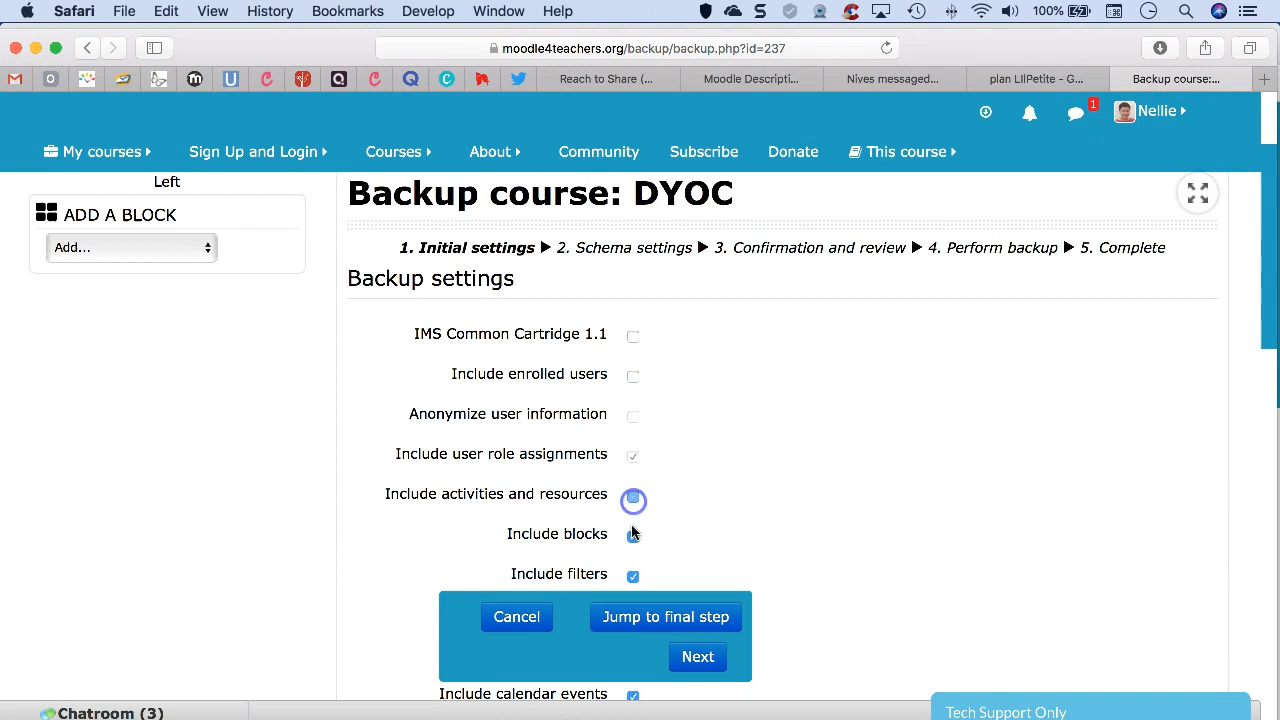 Safari File Edit View History Bookmarks Develop Window Help 100%
moodle4teachers.org/backup/backup.php?id=237
Reach to Share (... Moodle Descripti... Nives messaged... plan LIIPetite - G... Backup course:...
1 Nellie
My courses Sign Up and Login Courses About Community Subscribe Donate This course
Left
ADD A BLOCK
Add...
Backup course: DYOC
1. Initial settings ► 2. Schema settings ► 3. Confirmation and review ► 4. Perform backup ► 5. Complete
Backup settings
IMS Common Cartridge 1.1
Include enrolled users
Anonymize user information
Include user role assignments
Include activities and resources
Include blocks
Include filters
Cancel Jump to final step
Next
Include calendar events
Chatroom (3)
Tech Support Only